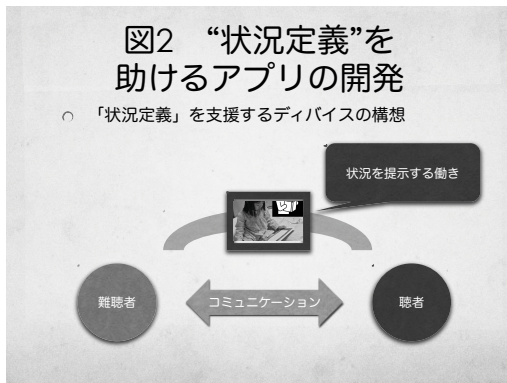 図2　“状況定義”を
助けるアプリの開発
「状況定義」を支援するディバイスの構想
状況を提示する働き
難聴者
コミュニケーション
聴者